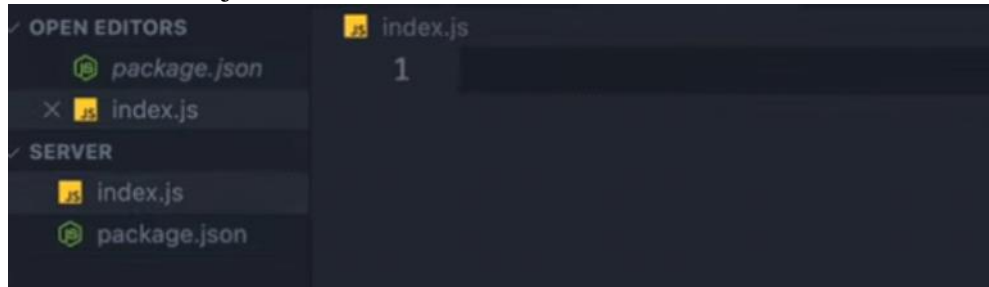 OPEN EDITORS
package.json
index.js
SERVER
index.js
package.json
index.js
1